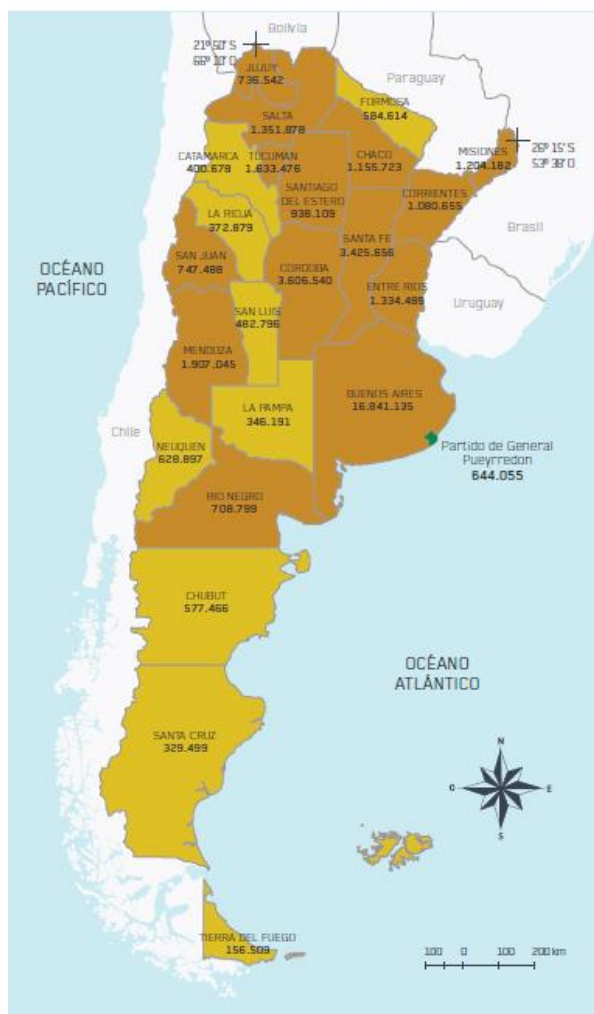 Bolivia
21º 50'S
66º 10'O
JUJUY
736.542
Paraguay
FORMOSA
584.614
SALTA
1.351.878
26º 15'S
53º 38'O
MISIONES
1.204.182
CATAMARCA
400.678
TUCUMAN
1.633.476
CHACO
1.155.723
SANTIAGO
DEL ESTERO
938.109
CORRIENTES
1.080.655
LA RIOJA
372.879
Brasil
SANTA FE
3.425.656
SAN JUAN
747.488
OCÉANO
PACÍFICO
CORDOBA
3.606.540
ENTRE RIOS
1.334.489
Uruguay
SAN LUIS
482.796
MENDOZA
1.907.045
BUENOS AIRES
16.841.135
LA PAMPA
346.191
Chile
NEUQUEN
628.897
Partido de General
Pueyrredon
644.055
RIO NEGRO
708.799
CHUBUT
577.466
OCÉANO
ATLÁNTICO
SANTA CRUZ
329.499
N
O
E
S
TIERRA DEL FUEGO
156.509
100 0 100 200 km